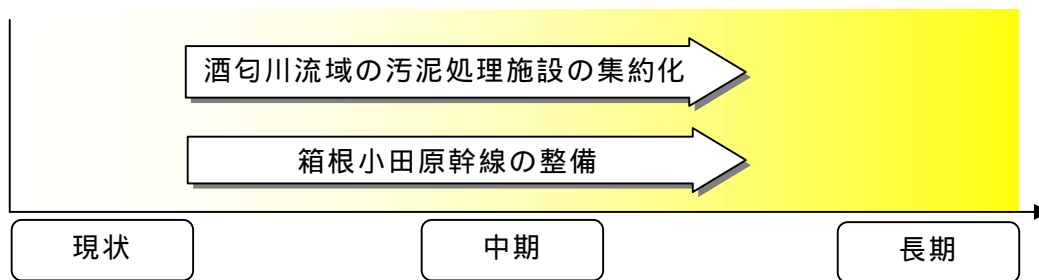 酒匂川流域の汚泥処理施設の集約化
箱根小田原幹線の整備
現状
中期
長期